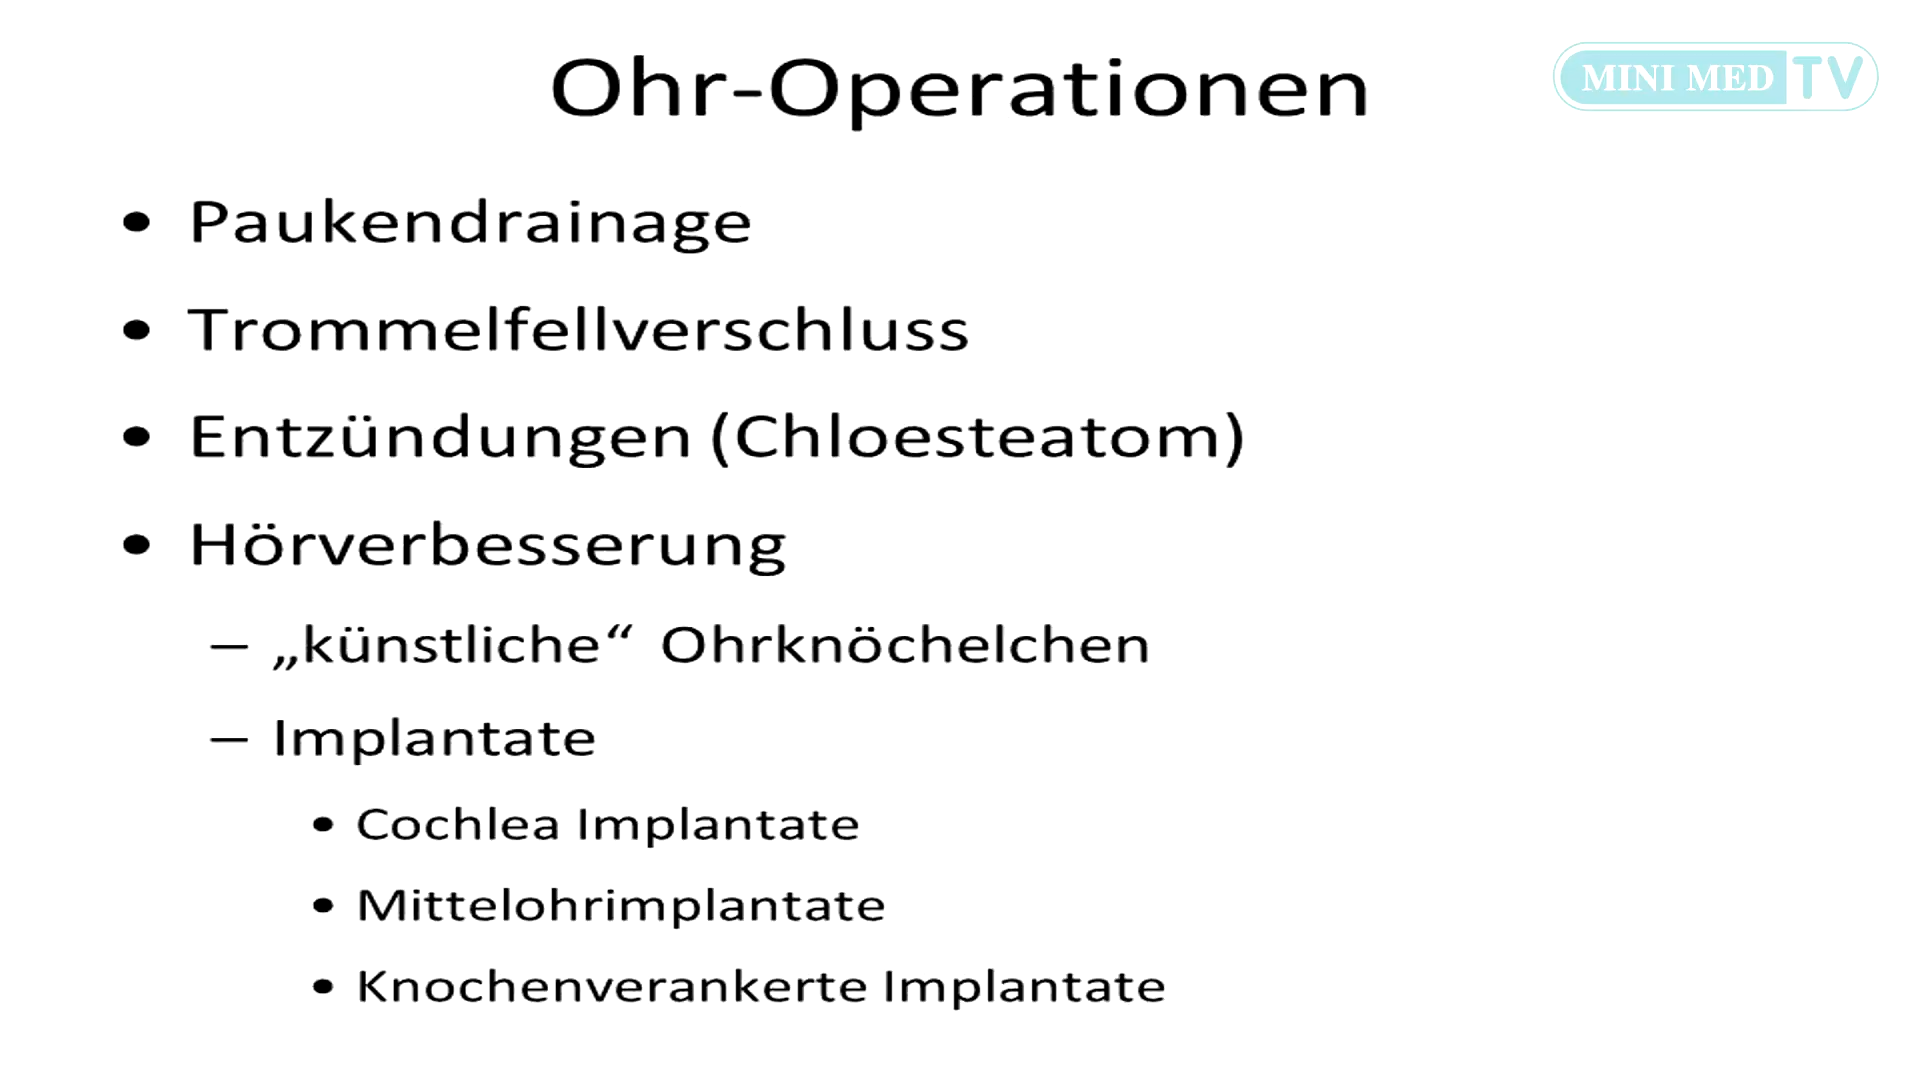 Ohr-Operationen
MINI MED TV
• Paukendrainage
• Trommelfellverschluss
• Entzündungen (Chloesteatom)
• Hörverbesserung
– „künstliche“ Ohrknöchelchen
– Implantate
• Cochlea Implantate
• Mittelohrimplantate
• Knochenverankerte Implantate